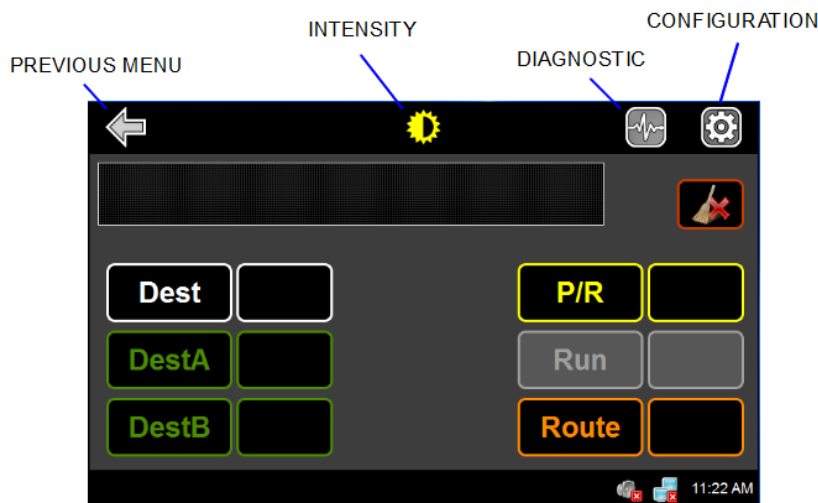 CONFIGURATION
INTENSITY
DIAGNOSTIC
PREVIOUS MENU
Dest
P/R
DestA
Run
DestB
Route
11:22 AM